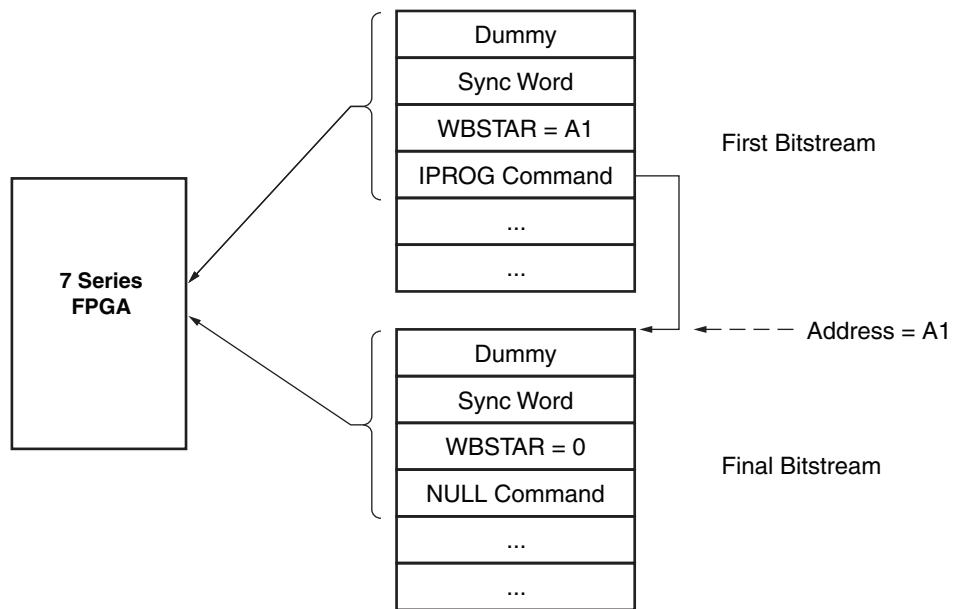 Dummy
Sync Word
WBSTAR = A1
IPROG Command
...
...
First Bitstream
7 Series
FPGA
Address = A1
Dummy
Sync Word
WBSTAR = 0
NULL Command
...
...
Final Bitstream